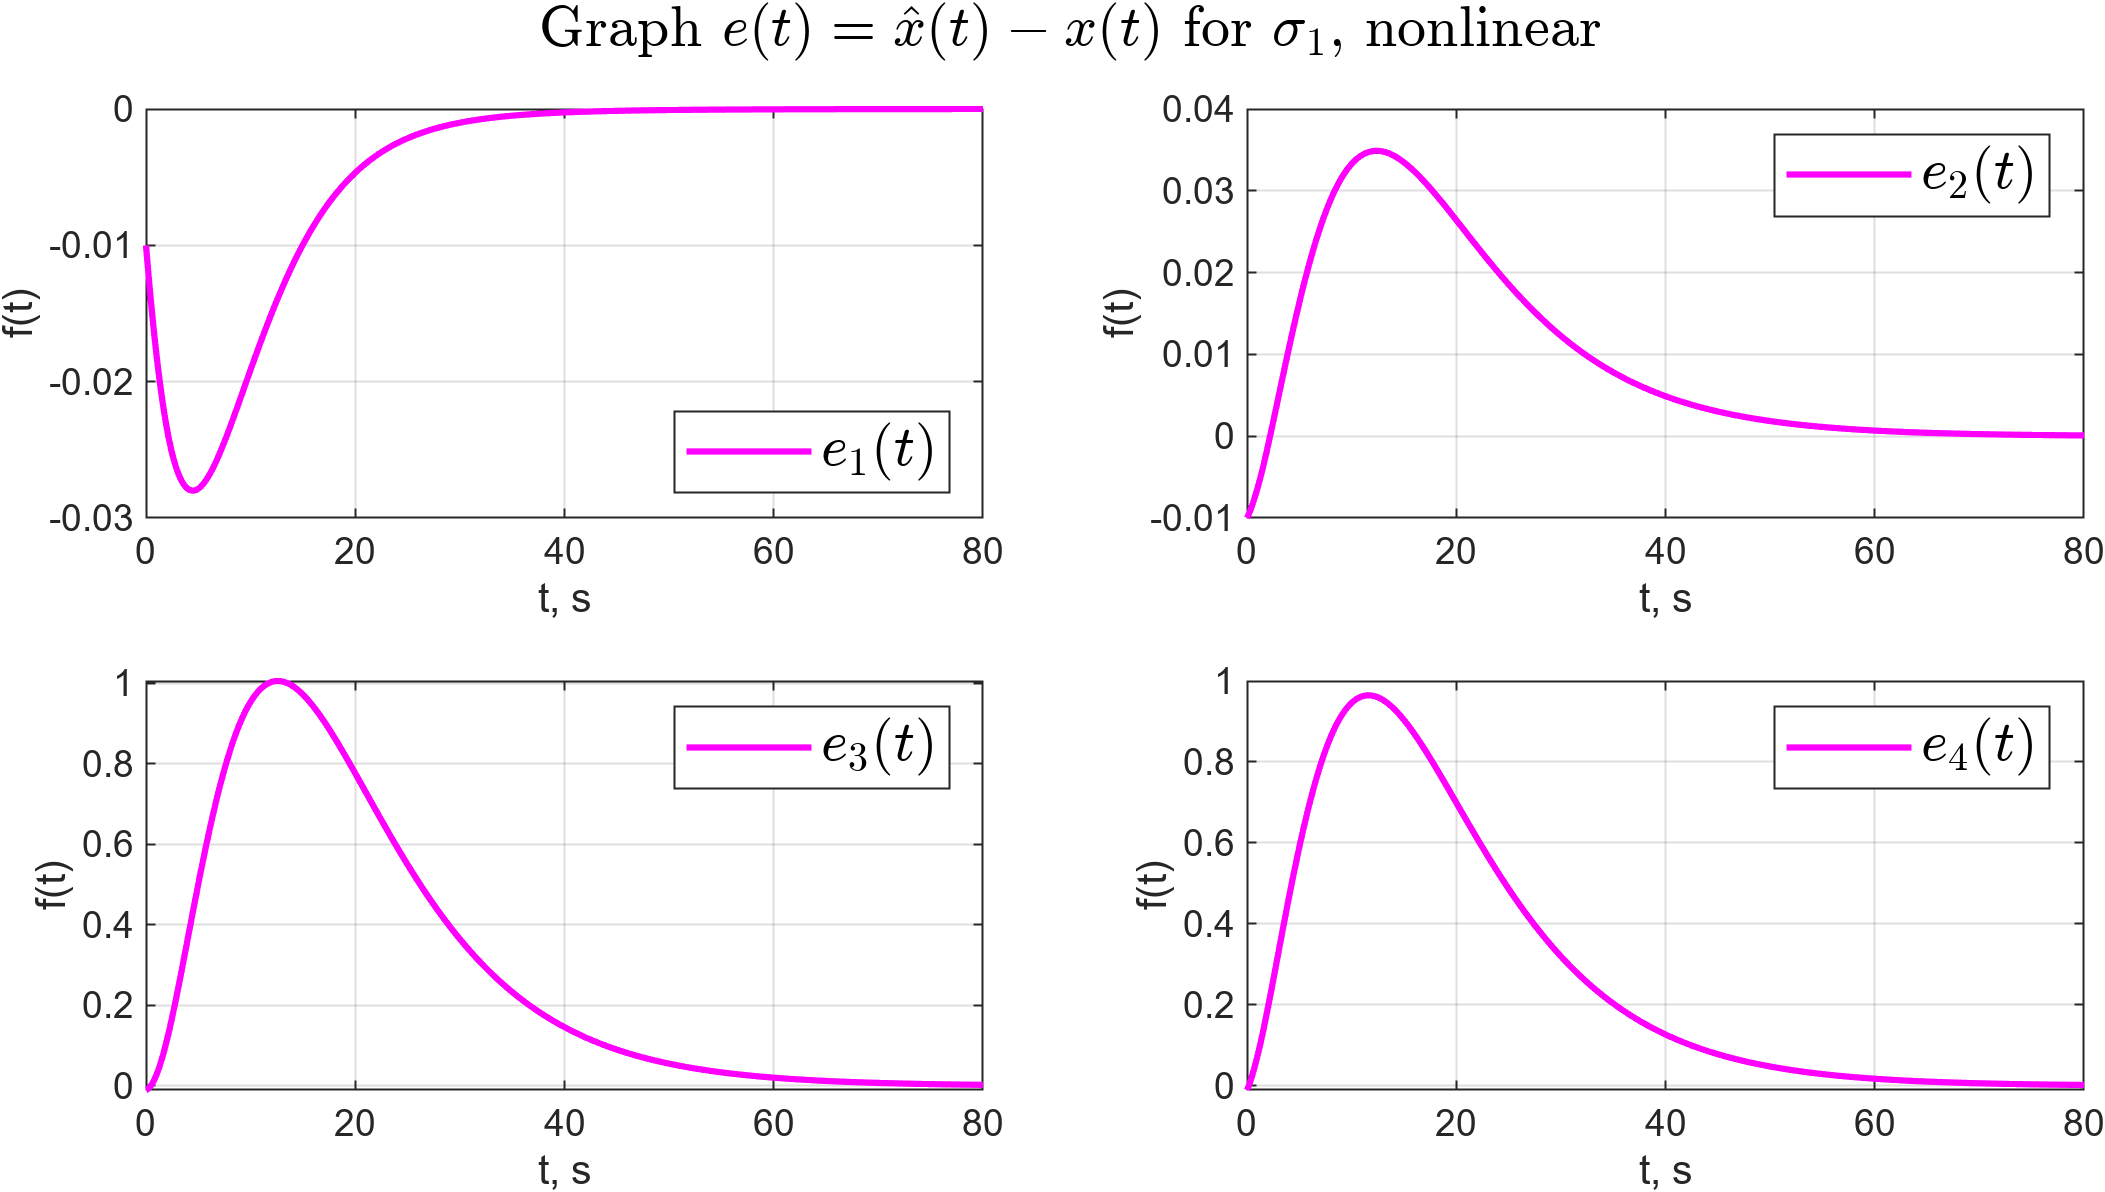 Graph e(t) = x̂(t) − x(t) for σ₁, nonlinear
0
-0.01
-0.02
-0.03
f(t)
0 20 40 60 80
t, s
e₁(t)
0.04
0.03
0.02
0.01
0
-0.01
f(t)
0 20 40 60 80
t, s
e₂(t)
1
0.8
0.6
0.4
0.2
0
f(t)
0 20 40 60 80
t, s
e₃(t)
1
0.8
0.6
0.4
0.2
0
f(t)
0 20 40 60 80
t, s
e₄(t)